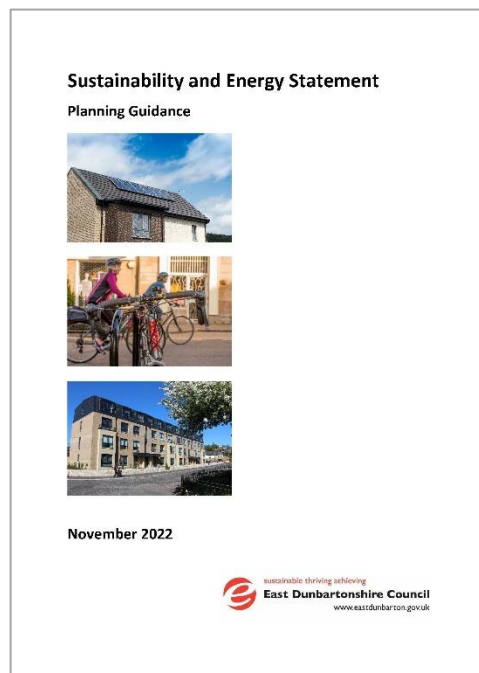 Sustainability and Energy Statement
Planning Guidance
November 2022
sustainable thriving achieving
East Dunbartonshire Council
www.eastdunbarton.gov.uk